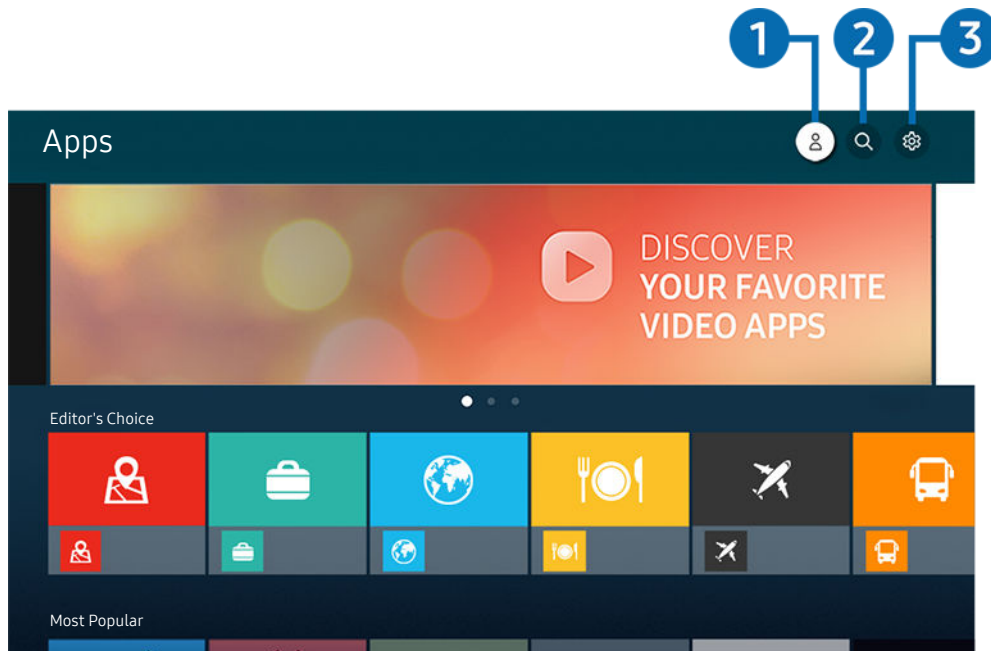 1 2 3
Apps
DISCOVER
YOUR FAVORITE
VIDEO APPS
Editor's Choice
Most Popular